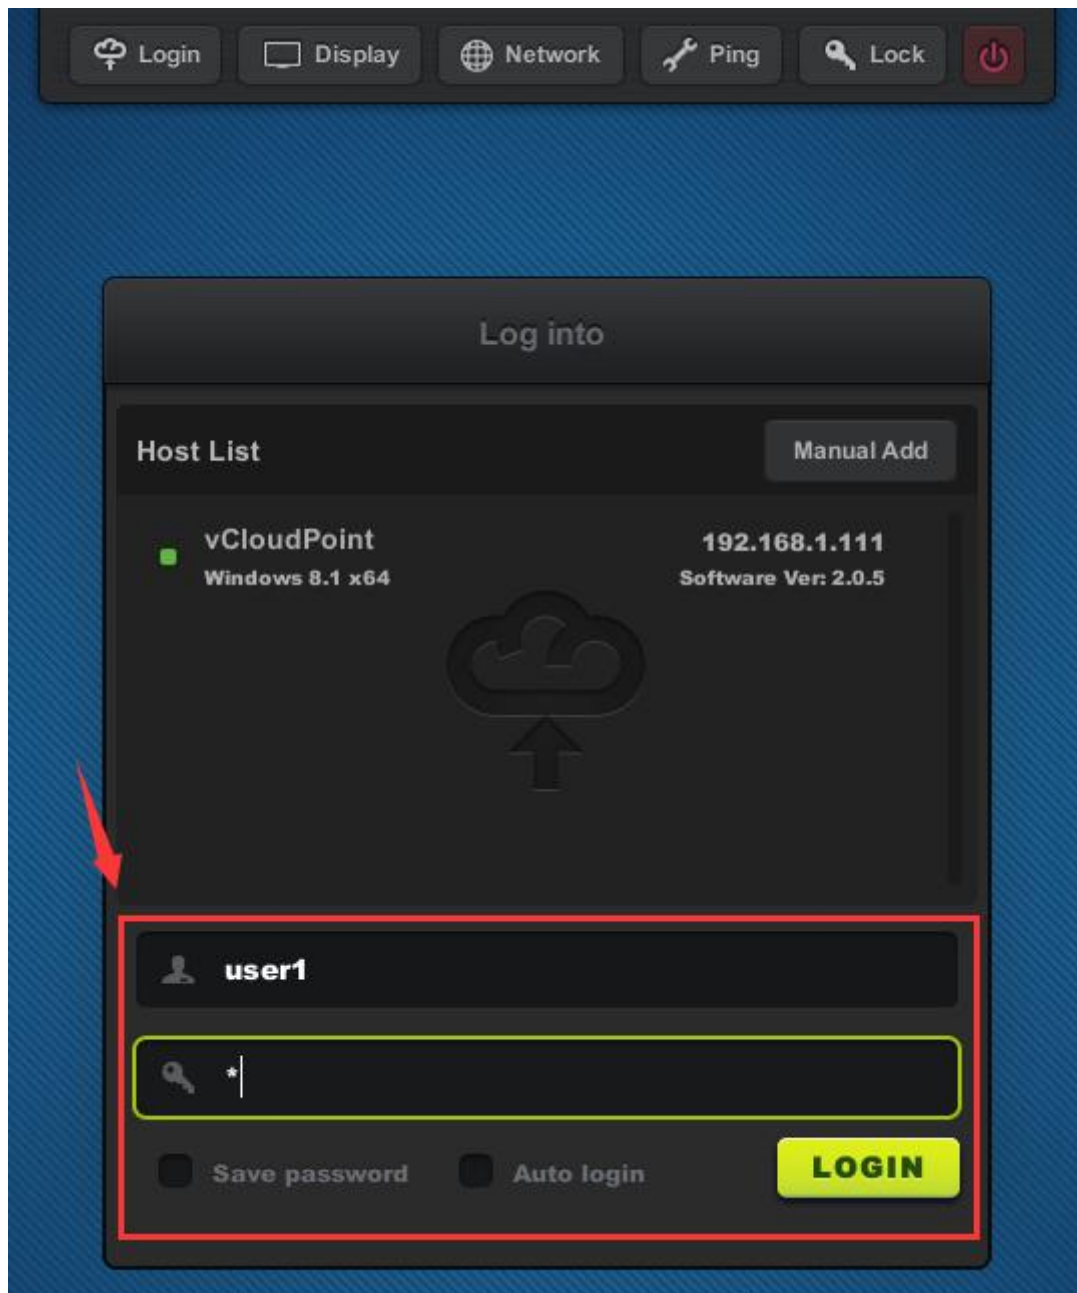 Login Display Network Ping Lock
Log into
Host List Manual Add
vCloudPoint 192.168.1.111
Windows 8.1 x64 Software Ver: 2.0.5
user1
*
Save password Auto login LOGIN